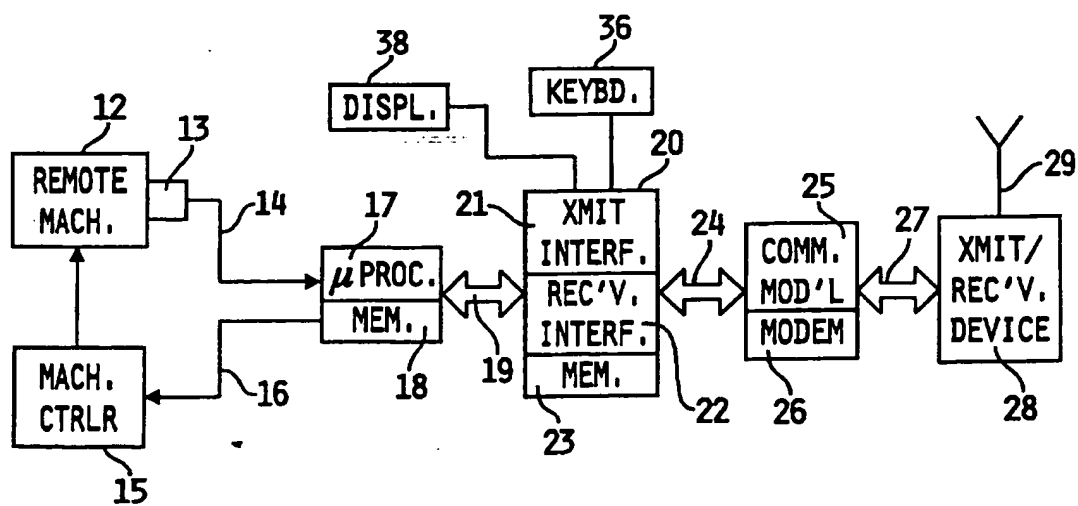 38
36
DISPL.
KEYBD.
12
13
REMOTE
MACH.
14
17
μPROC.
MEM.
18
19
20
21
XMIT
INTERF.
REC'V.
INTERF.
MEM.
22
23
24
25
COMM.
MOD'L
MODEM
26
27
29
XMIT/
REC'V.
DEVICE
28
MACH.
CTRLR
16
15